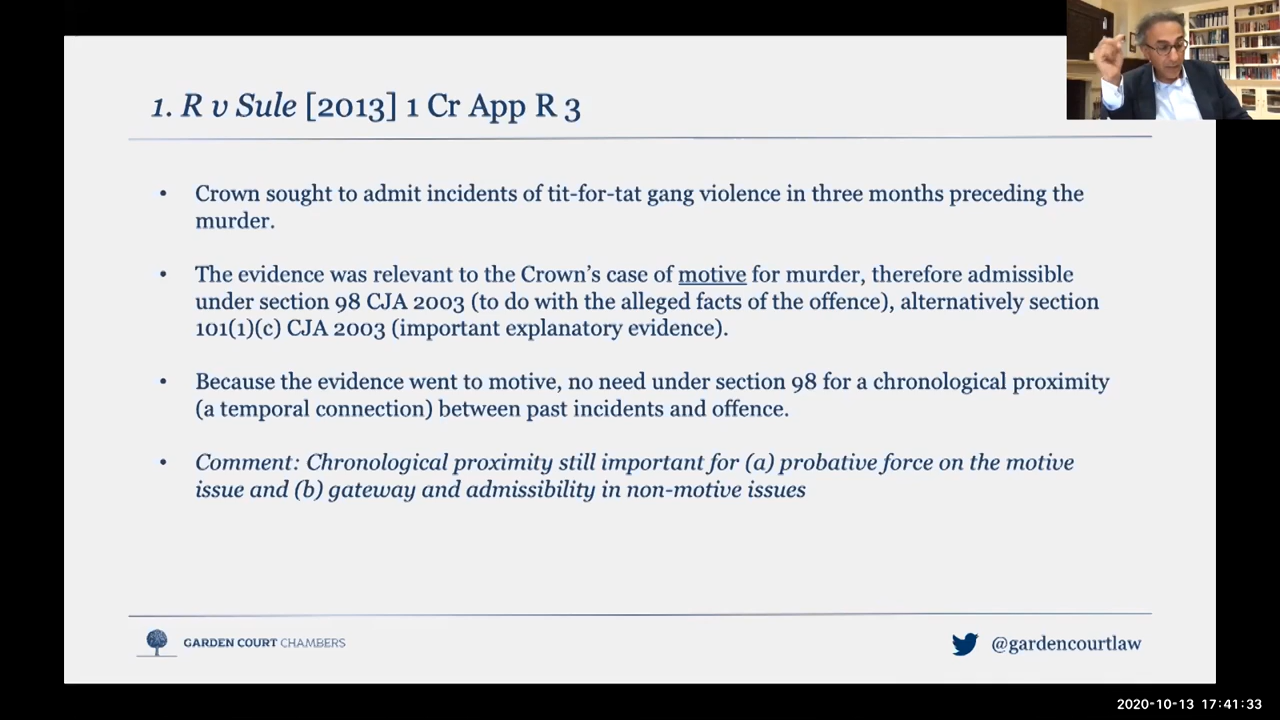 1. R v Sule [2013] 1 Cr App R 3
• Crown sought to admit incidents of tit-for-tat gang violence in three months preceding the
murder.
• The evidence was relevant to the Crown’s case of motive for murder, therefore admissible
under section 98 CJA 2003 (to do with the alleged facts of the offence), alternatively section
101(1)(c) CJA 2003 (important explanatory evidence).
• Because the evidence went to motive, no need under section 98 for a chronological proximity
(a temporal connection) between past incidents and offence.
• Comment: Chronological proximity still important for (a) probative force on the motive
issue and (b) gateway and admissibility in non-motive issues
GARDEN COURT CHAMBERS
@gardencourtlaw
2020-10-13 17:41:33